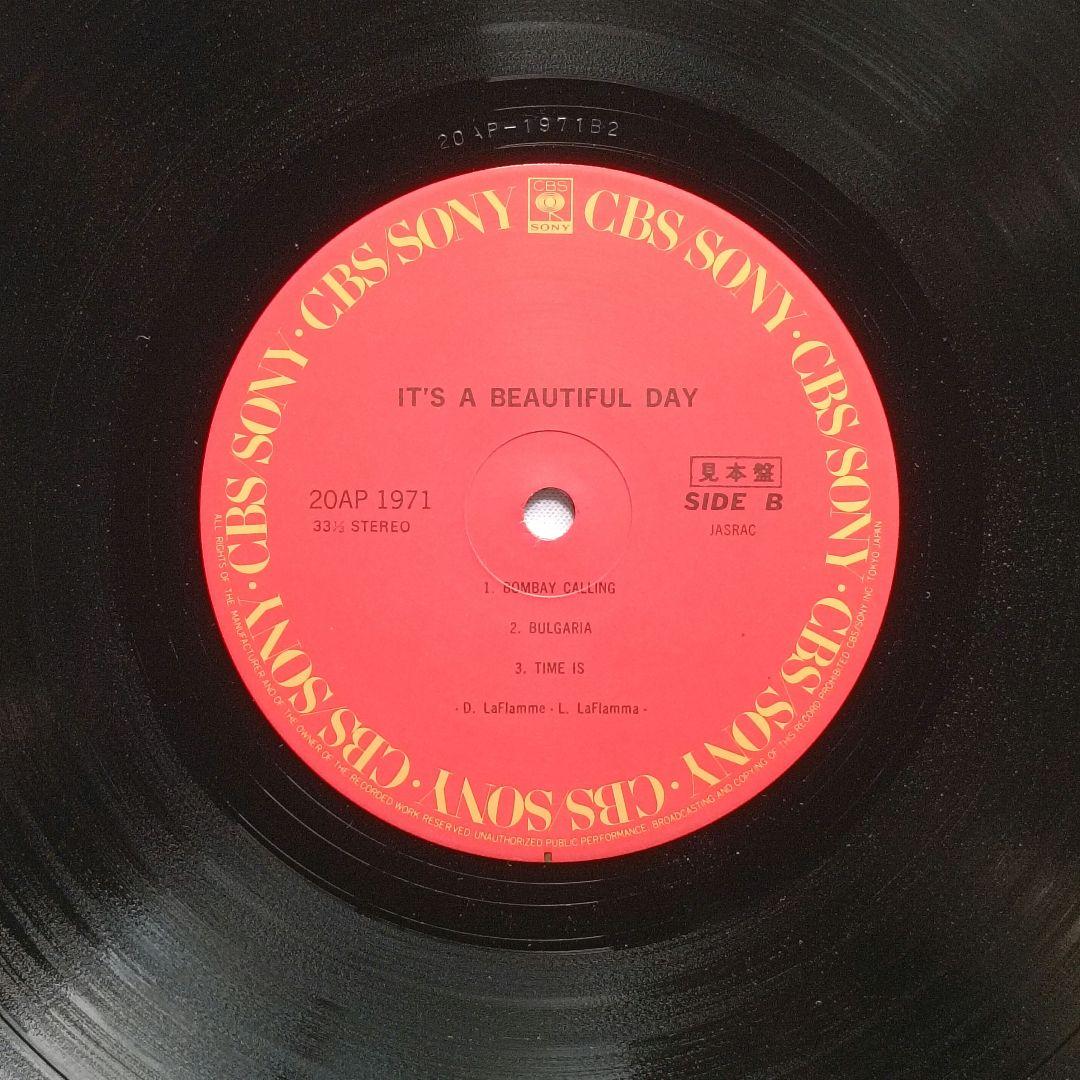 20AP-1971B2
CBS
SONY
CBS/SONY · CBS/SONY · CBS/SONY · CBS/SONY · CBS/SONY · CBS/SONY · CBS/SONY · CBS/SONY
IT'S A BEAUTIFUL DAY
見本盤
20AP 1971
SIDE B
33⅓ STEREO
JASRAC
1. BOMBAY CALLING
2. BULGARIA
3. TIME IS
- D. LaFlamme - L. LaFlamma -
ALL RIGHTS OF THE MANUFACTURER AND OF THE OWNER OF THE RECORDED WORK RESERVED. UNAUTHORIZED PUBLIC PERFORMANCE, BROADCASTING AND COPYING OF THIS RECORD PROHIBITED CBS/SONY INC. TOKYO JAPAN